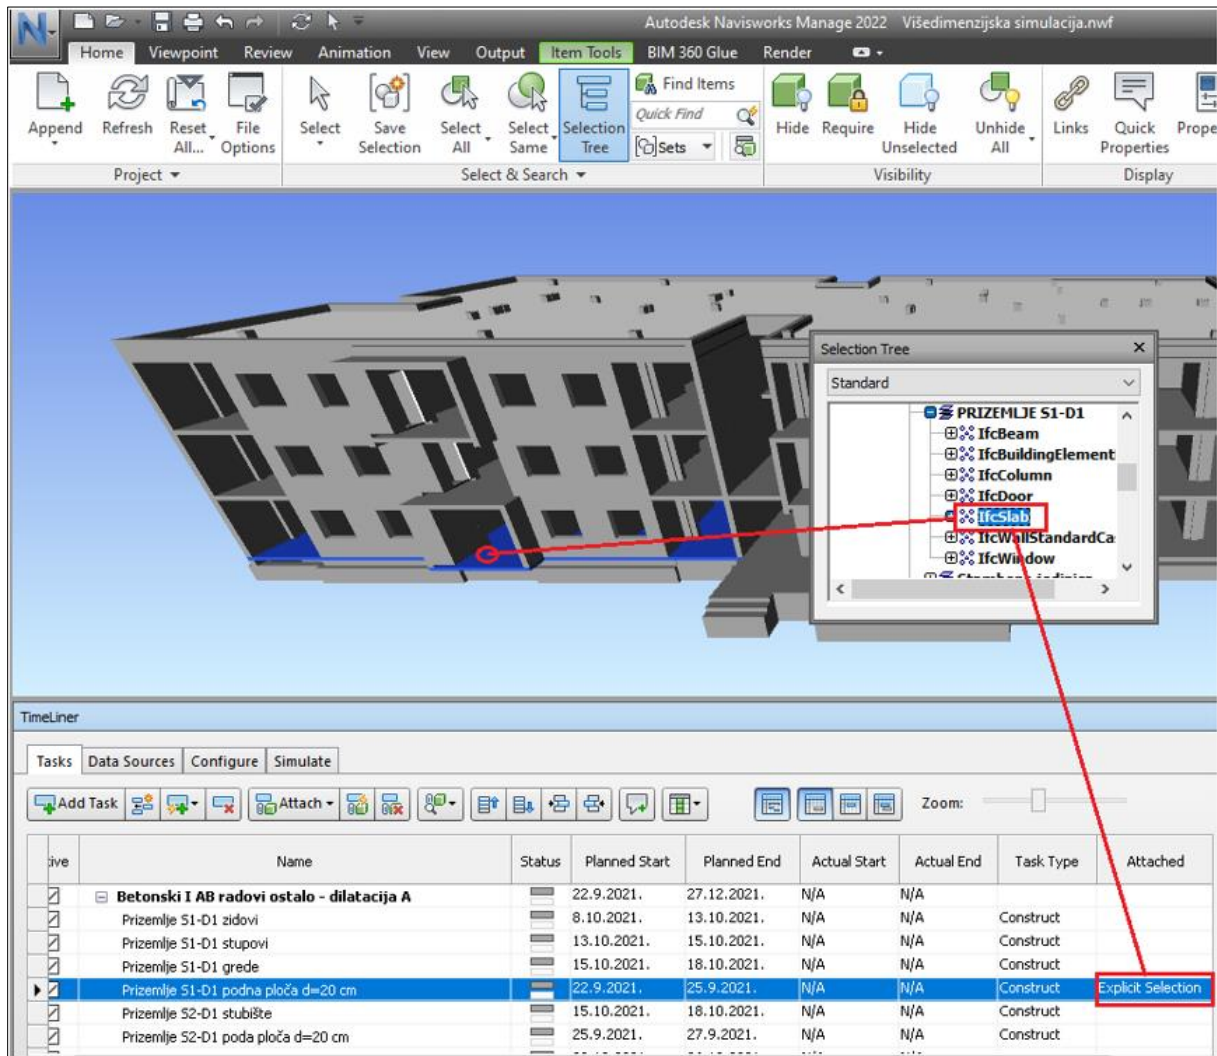 Autodesk Navisworks Manage 2022 Višedimenzijska simulacija.nwf
N
Home Viewpoint Review Animation View Output Item Tools BIM 360 Glue Render
Append Refresh Reset All... File Options Select Save Selection Select All Select Same Selection Tree Find Items Quick Find Sets Hide Require Hide Unselected Unhide All Links Quick Properties Prope
Project Select & Search Visibility Display
Selection Tree
Standard
PRIZEMLJE S1-D1
IfcBeam
IfcBuildingElement
IfcColumn
IfcDoor
IfcSlab
IfcWallStandardCa
IfcWindow
TimeLiner
Tasks Data Sources Configure Simulate
Add Task Attach Zoom:
tive Name Status Planned Start Planned End Actual Start Actual End Task Type Attached
Betonski I AB radovi ostalo - dilatacija A 22.9.2021. 27.12.2021. N/A N/A
Prizemlje S1-D1 zidovi 8.10.2021. 13.10.2021. N/A N/A Construct
Prizemlje S1-D1 stupovi 13.10.2021. 15.10.2021. N/A N/A Construct
Prizemlje S1-D1 grede 15.10.2021. 18.10.2021. N/A N/A Construct
Prizemlje S1-D1 podna ploča d=20 cm 22.9.2021. 25.9.2021. N/A N/A Construct Explicit Selection
Prizemlje S2-D1 stubište 15.10.2021. 18.10.2021. N/A N/A Construct
Prizemlje S2-D1 poda ploča d=20 cm 25.9.2021. 27.9.2021. N/A N/A Construct